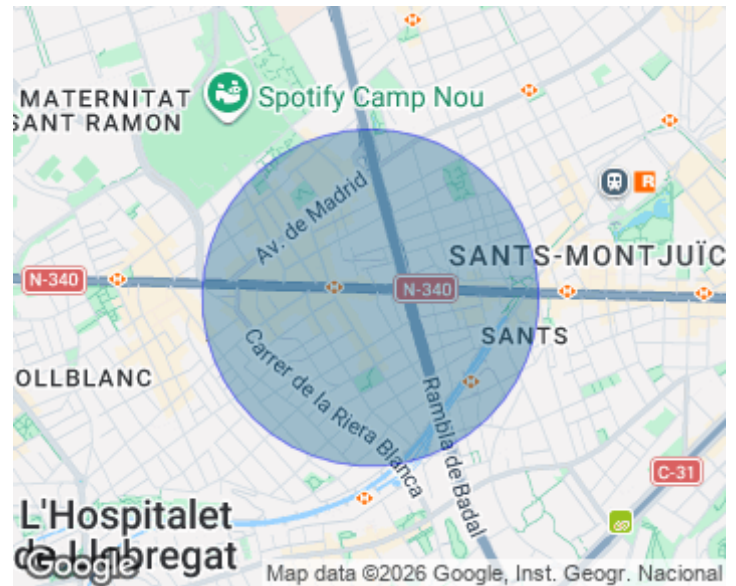 MATERNITAT
SANT RAMON
Spotify Camp Nou
R
Av. de Madrid
SANTS-MONTJUÏC
N-340
N-340
SANTS
OLLBLANC
Carrer de la Riera Blanca
Rambla de Badal
C-31
L'Hospitalet
de Llobregat
Google
Map data ©2026 Google, Inst. Geogr. Nacional